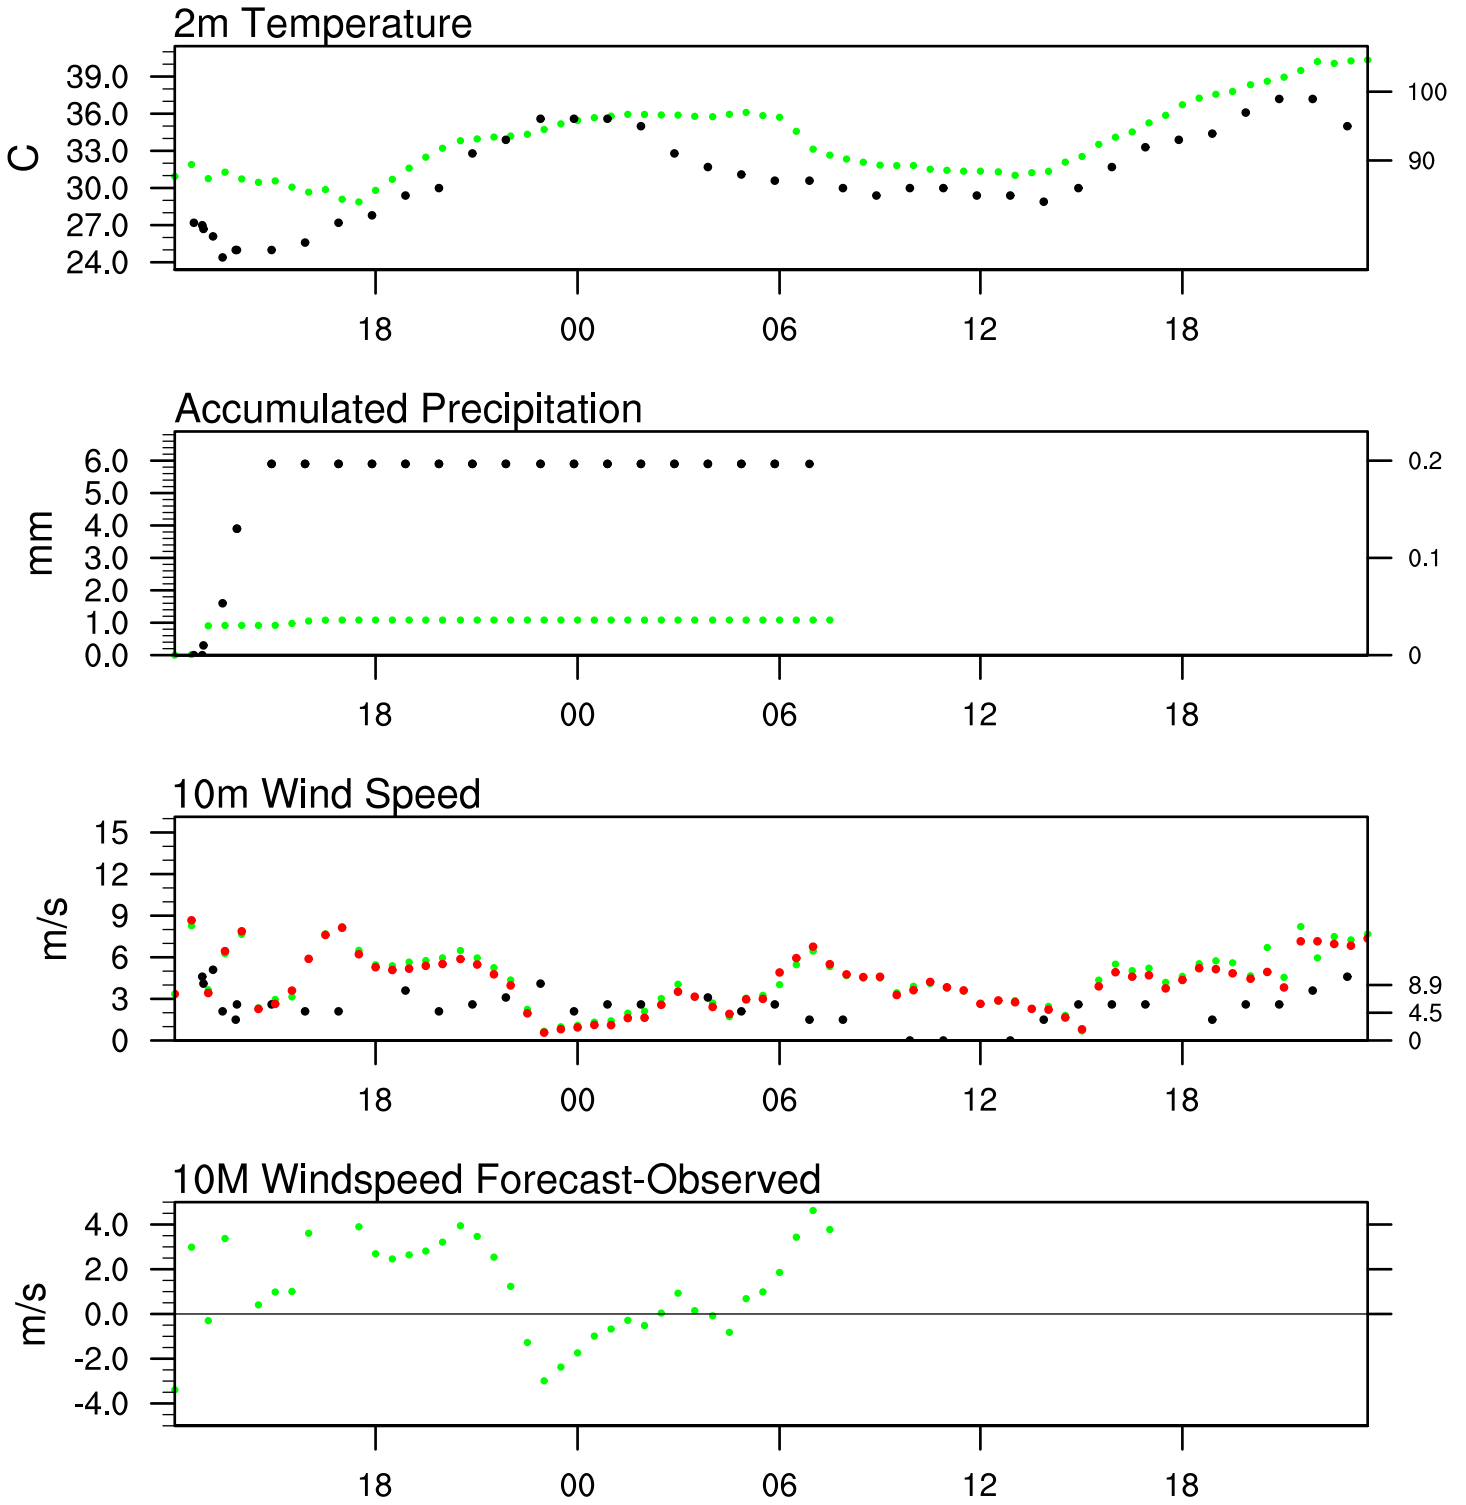 2m Temperature
39.0
36.0
33.0
30.0
27.0
24.0
C
100
90
18 00 06 12 18
Accumulated Precipitation
6.0
5.0
4.0
3.0
2.0
1.0
0.0
mm
0.2
0.1
0
18 00 06 12 18
10m Wind Speed
15
12
9
6
3
0
m/s
8.9
4.5
0
18 00 06 12 18
10M Windspeed Forecast-Observed
4.0
2.0
0.0
-2.0
-4.0
m/s
18 00 06 12 18